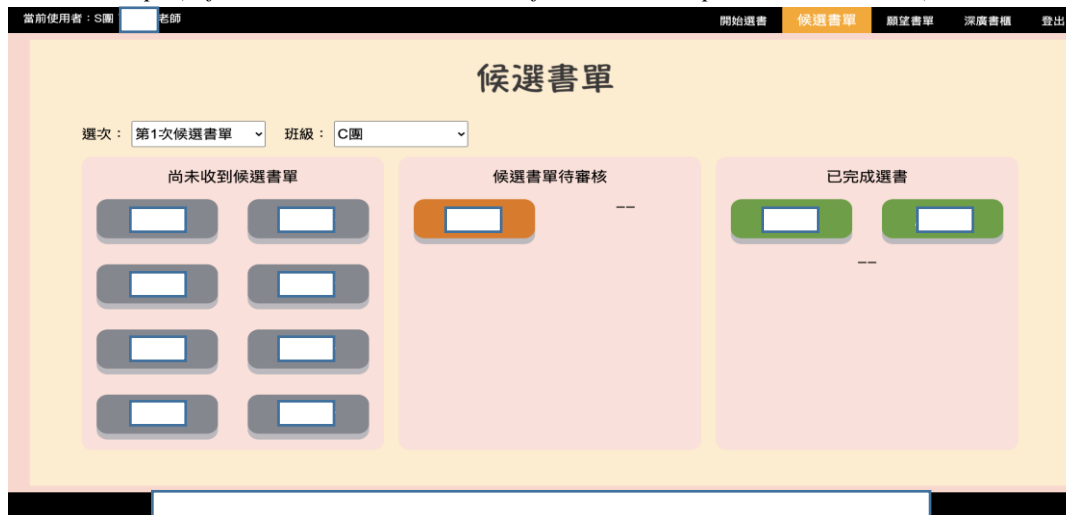 當前使用者：S團 老師 開始選書 候選書單 願望書單 深廣書櫃 登出
候選書單
選次： 第1次候選書單 班級： C團
尚未收到候選書單 候選書單待審核 已完成選書
--
--